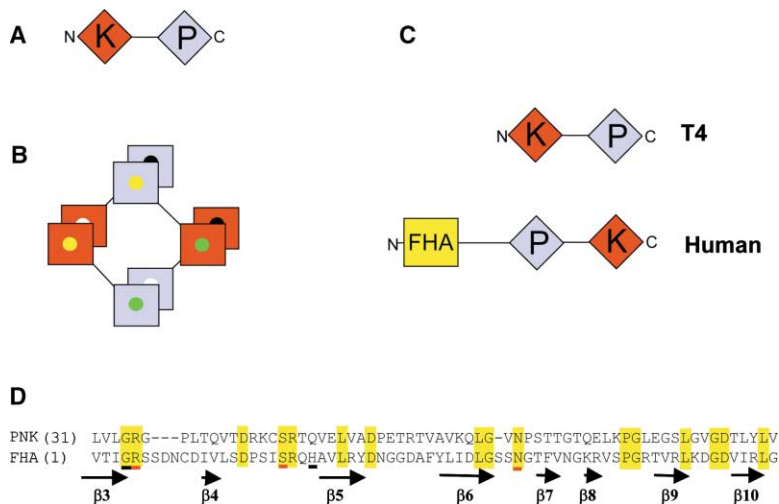 A
N K P C
B
C
N K P C T4
N FHA P K C Human
D
PNK (31) LVLGRG---PLTQVTDRKCSRTQVELVADPETRTVAVKQLG-VNPSTTGTQELKPGLEGSLGVGDTLYLV
FHA (1) VTIGRSSDNCDIVLSDPSISRQHAVLRYDNGGDAFYLIDLGSSNGTFVNGKRVSPGRTVRLKDGDVIRLG
β3 β4 β5 β6 β7 β8 β9 β10